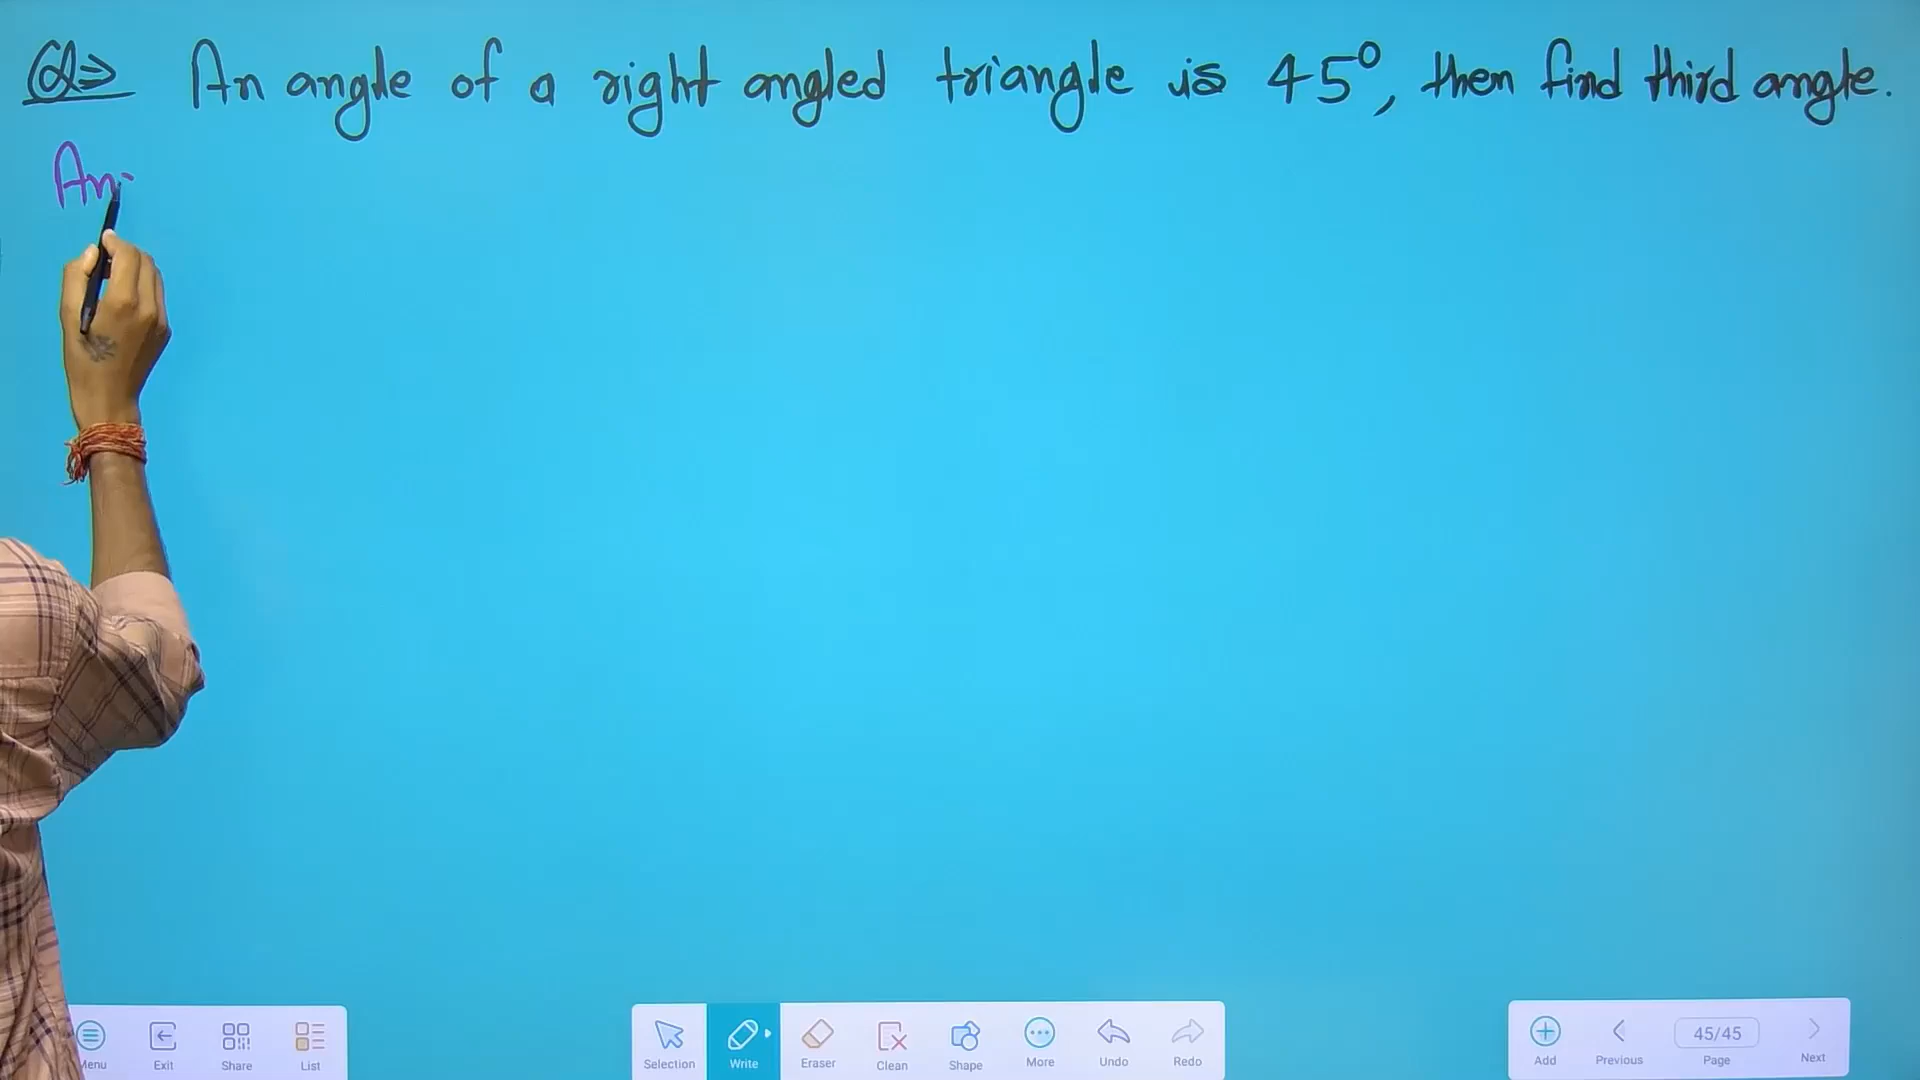 Q⇒ An angle of a right angled triangle is 45°, then find third angle.
An
Menu Exit Share List Selection Write Eraser Clean Shape More Undo Redo Add Previous 45/45 Page Next